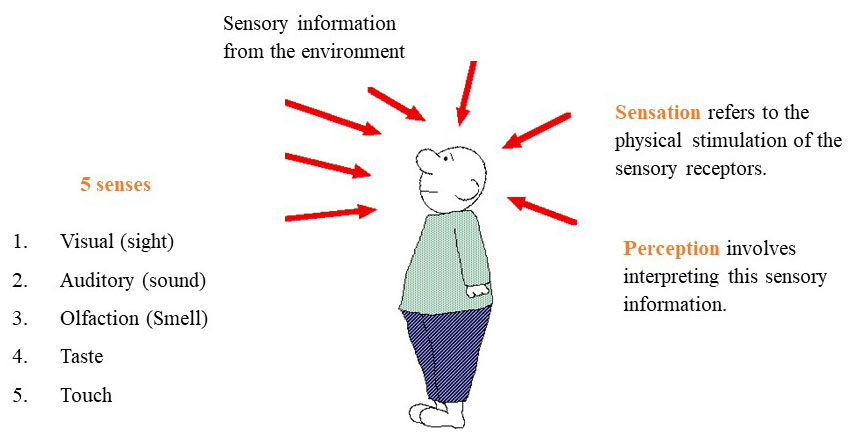 Sensory information
from the environment
Sensation refers to the
physical stimulation of the
sensory receptors.
5 senses
1. Visual (sight)
2. Auditory (sound)
3. Olfaction (Smell)
4. Taste
5. Touch
Perception involves
interpreting this sensory
information.